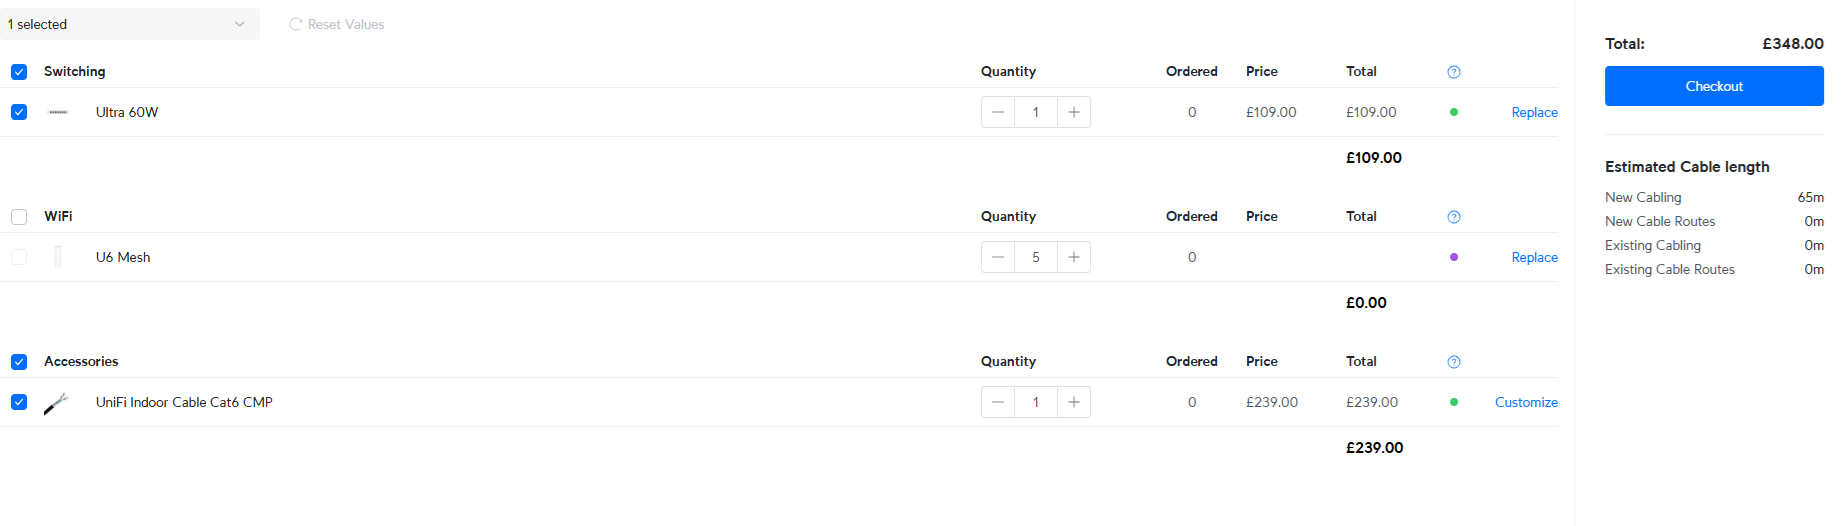 1 selected Reset Values
Switching Quantity Ordered Price Total ?
Ultra 60W 1 0 £109.00 £109.00 Replace
£109.00
WiFi Quantity Ordered Price Total ?
U6 Mesh 5 0 Replace
£0.00
Accessories Quantity Ordered Price Total ?
UniFi Indoor Cable Cat6 CMP 1 0 £239.00 £239.00 Customize
£239.00
Total: £348.00
Checkout
Estimated Cable length
New Cabling 65m
New Cable Routes 0m
Existing Cabling 0m
Existing Cable Routes 0m